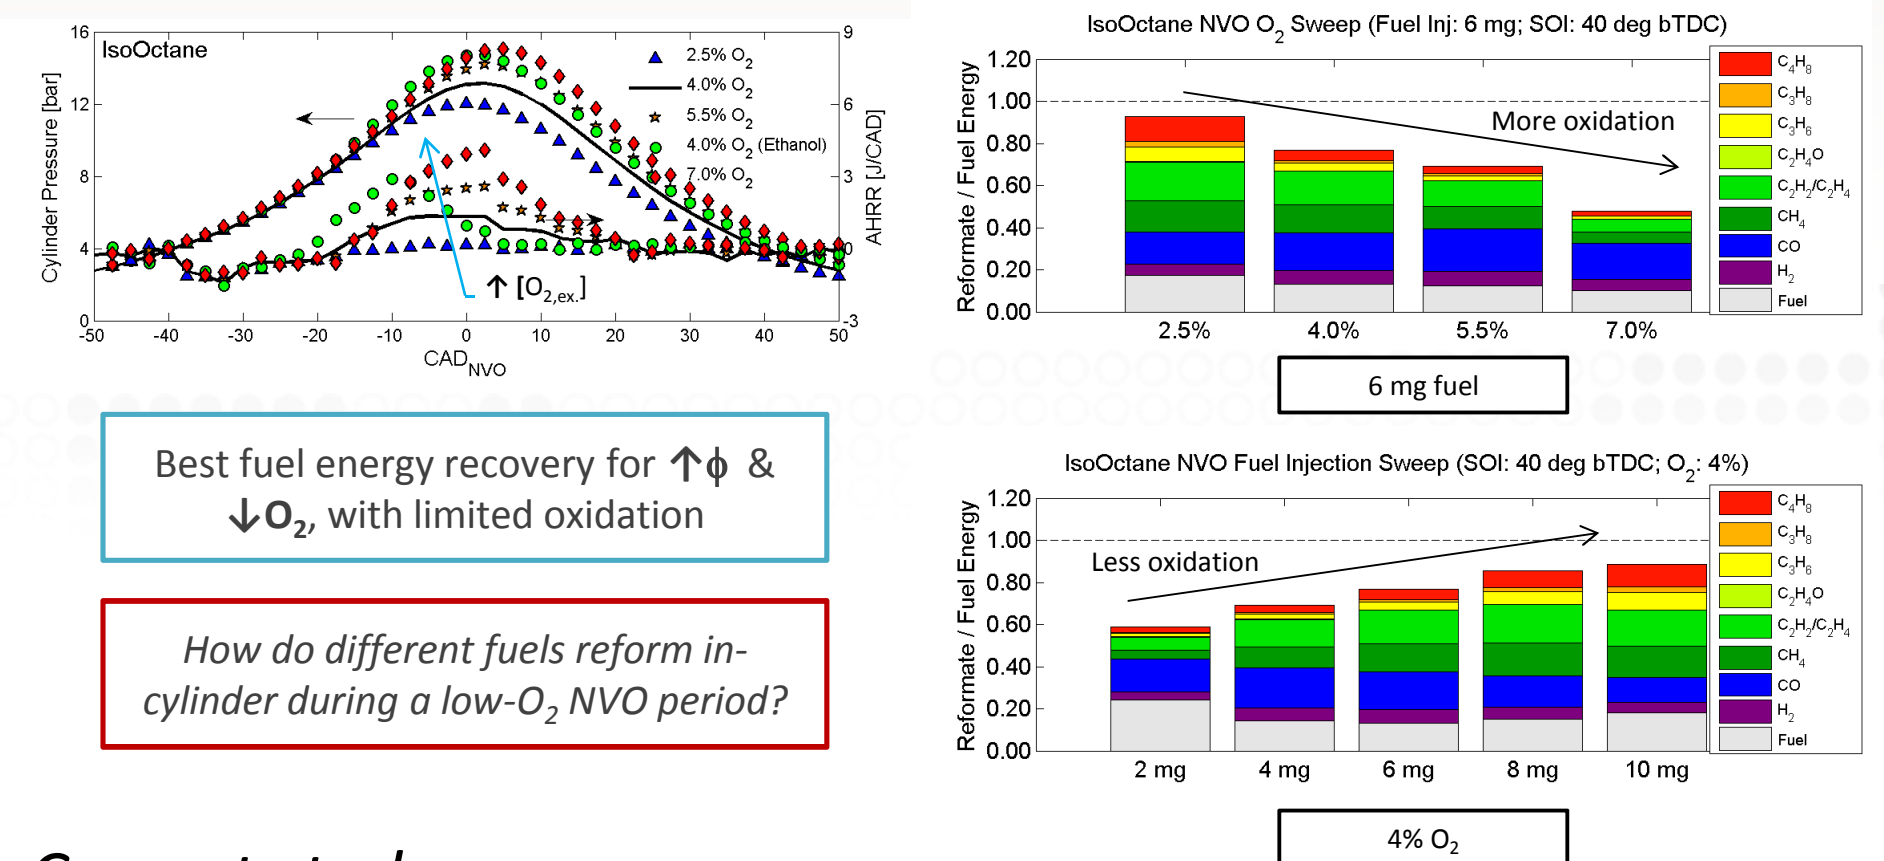 IsoOctane
2.5% O2
4.0% O2
5.5% O2
4.0% O2 (Ethanol)
7.0% O2
↑ [O2,ex.]
Cylinder Pressure [bar]
16
12
8
4
0
AHRR [J/CAD]
9
6
3
0
-3
-50 -40 -30 -20 -10 0 10 20 30 40 50
CADNVO
Best fuel energy recovery for ↑ϕ &
↓O2, with limited oxidation
How do different fuels reform in-
cylinder during a low-O2 NVO period?
IsoOctane NVO O2 Sweep (Fuel Inj: 6 mg; SOI: 40 deg bTDC)
Reformate / Fuel Energy
1.20
1.00
0.80
0.60
0.40
0.20
0.00
More oxidation
2.5% 4.0% 5.5% 7.0%
C4H8
C3H8
C3H6
C2H4O
C2H2/C2H4
CH4
CO
H2
Fuel
6 mg fuel
IsoOctane NVO Fuel Injection Sweep (SOI: 40 deg bTDC; O2: 4%)
Reformate / Fuel Energy
1.20
1.00
0.80
0.60
0.40
0.20
0.00
Less oxidation
2 mg 4 mg 6 mg 8 mg 10 mg
C4H8
C3H8
C3H6
C2H4O
C2H2/C2H4
CH4
CO
H2
Fuel
4% O2